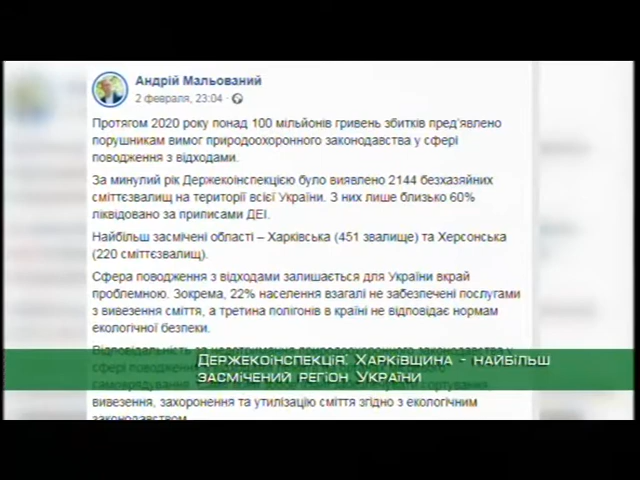 Андрій Мальований
2 февраля, 23:04 ·
Протягом 2020 року понад 100 мільйонів гривень збитків пред'явлено
порушникам вимог природоохоронного законодавства у сфері
поводження з відходами.
За минулий рік Держекоінспекцією було виявлено 2144 безхазяйних
сміттєзвалищ на території всієї України. З них лише близько 60%
ліквідовано за приписами ДЕІ.
Найбільш засмічені області – Харківська (451 звалище) та Херсонська
(220 сміттєзвалищ).
Сфера поводження з відходами залишається для України вкрай
проблемною. Зокрема, 22% населення взагалі не забезпечені послугами
з вивезення сміття, а третина полігонів в країні не відповідає нормам
екологічної безпеки.
Держекоінспекція: Харківщина – найбільш
засмічений регіон України
вивезення, захоронення та утилізацію сміття згідно з екологічним
законодавством.